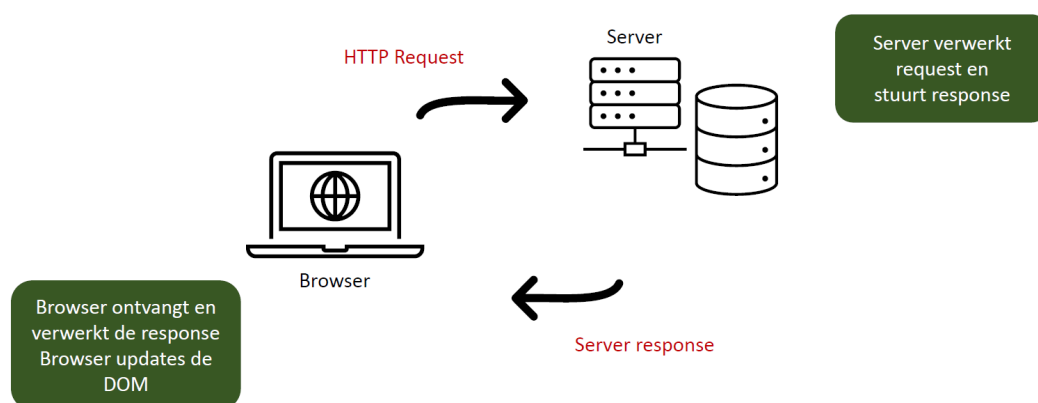 Server
HTTP Request
Server verwerkt
request en
stuurt response
Browser
Browser ontvangt en
verwerkt de response
Browser updates de
DOM
Server response